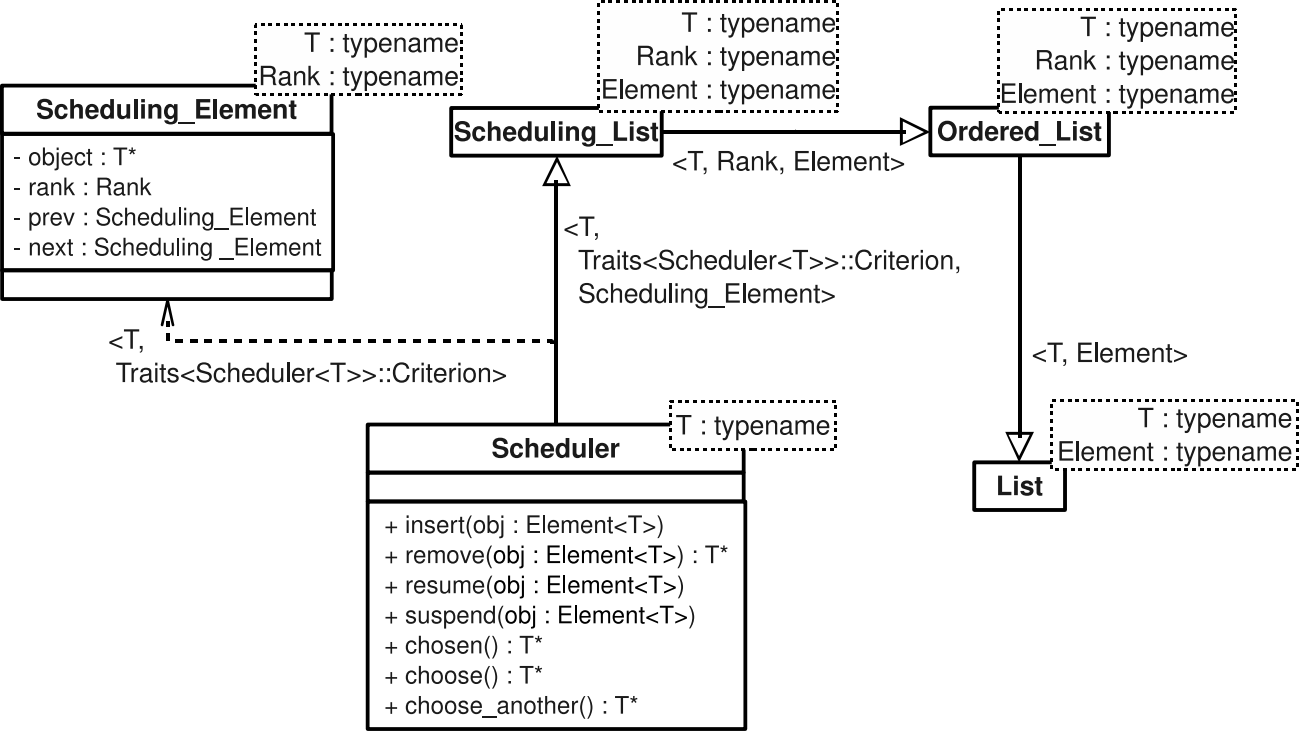 T : typename
Rank : typename
Scheduling_Element
- object : T*
- rank : Rank
- prev : Scheduling_Element
- next : Scheduling _Element
T : typename
Rank : typename
Element : typename
Scheduling_List
<T, Rank, Element>
T : typename
Rank : typename
Element : typename
Ordered_List
<T,
Traits<Scheduler<T>>::Criterion,
Scheduling_Element>
<T,
Traits<Scheduler<T>>::Criterion>
<T, Element>
T : typename
Element : typename
List
T : typename
Scheduler
+ insert(obj : Element<T>)
+ remove(obj : Element<T>) : T*
+ resume(obj : Element<T>)
+ suspend(obj : Element<T>)
+ chosen() : T*
+ choose() : T*
+ choose_another() : T*